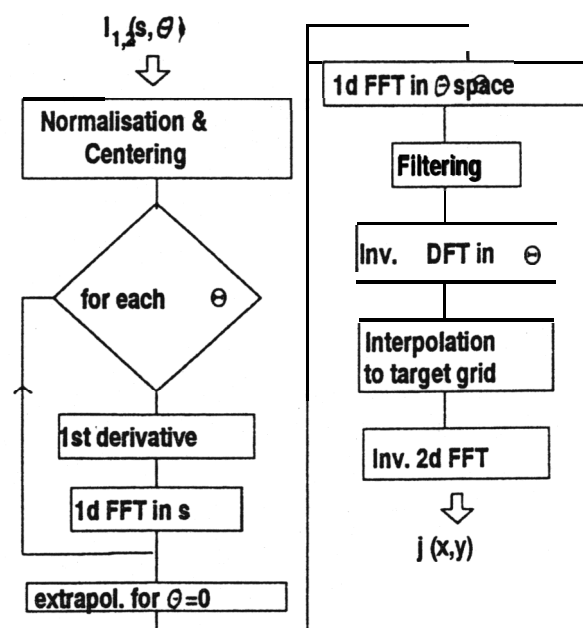 I₁,₂(s,Θ)
Normalisation &
Centering
for each Θ
1st derivative
1d FFT in s
extrapol. for Θ=0
1d FFT in Θ space
Filtering
Inv. DFT in Θ
Interpolation
to target grid
Inv. 2d FFT
j (x,y)